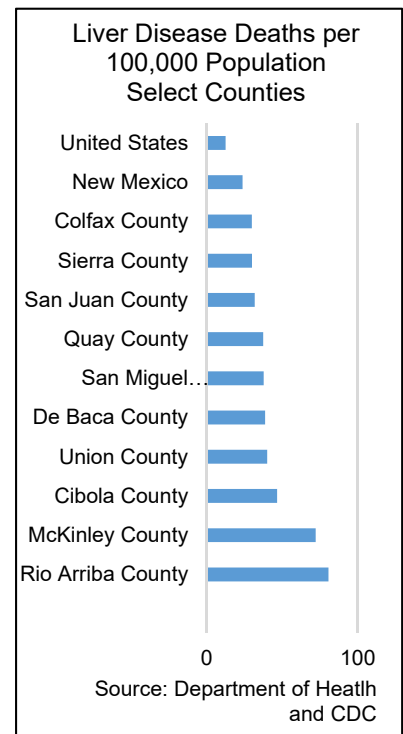 Liver Disease Deaths per
100,000 Population
Select Counties
United States
New Mexico
Colfax County
Sierra County
San Juan County
Quay County
San Miguel...
De Baca County
Union County
Cibola County
McKinley County
Rio Arriba County
0 100
Source: Department of Heatlh
and CDC